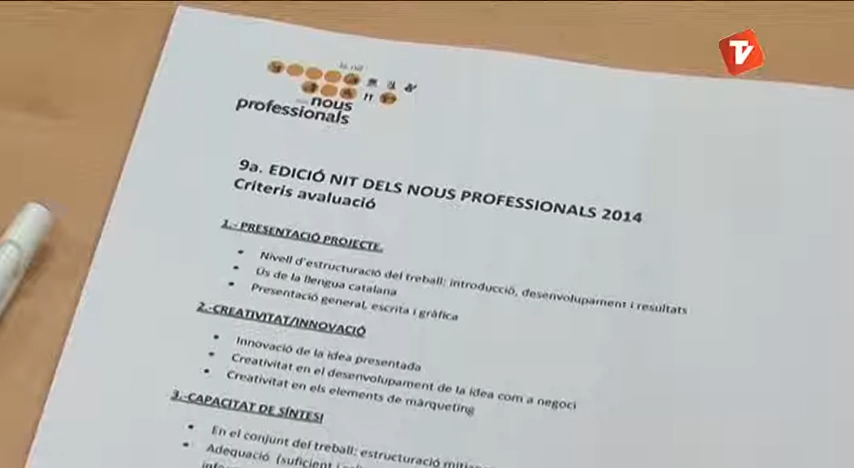 TV
la nit
dels nous
professionals
9a. EDICIÓ NIT DELS NOUS PROFESSIONALS 2014
Criteris avaluació
1.- PRESENTACIÓ PROJECTE.
• Nivell d'estructuració del treball: introducció, desenvolupament i resultats
• Ús de la llengua catalana
• Presentació general, escrita i gràfica
2.-CREATIVITAT/INNOVACIÓ
• Innovació de la idea presentada
• Creativitat en el desenvolupament de la idea com a negoci
• Creativitat en els elements de màrqueting
3.-CAPACITAT DE SÍNTESI
• En el conjunt del treball: estructuració
• Adequació (suficient i